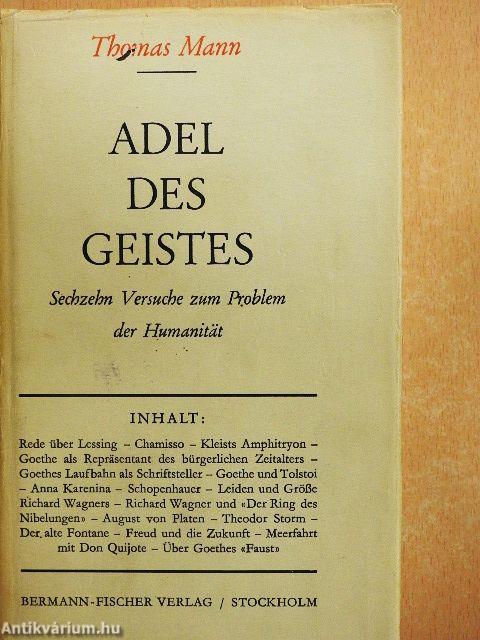 Thomas Mann
ADEL
DES
GEISTES
Sechzehn Versuche zum Problem
der Humanität
INHALT:
Rede über Lessing – Chamisso – Kleists Amphitryon –
Goethe als Repräsentant des bürgerlichen Zeitalters –
Goethes Laufbahn als Schriftsteller – Goethe und Tolstoi
– Anna Karenina – Schopenhauer – Leiden und Größe
Richard Wagners – Richard Wagner und «Der Ring des
Nibelungen» – August von Platen – Theodor Storm –
Der alte Fontane – Freud und die Zukunft – Meerfahrt
mit Don Quijote – Über Goethes «Faust»
BERMANN-FISCHER VERLAG / STOCKHOLM
Antikvárium.hu